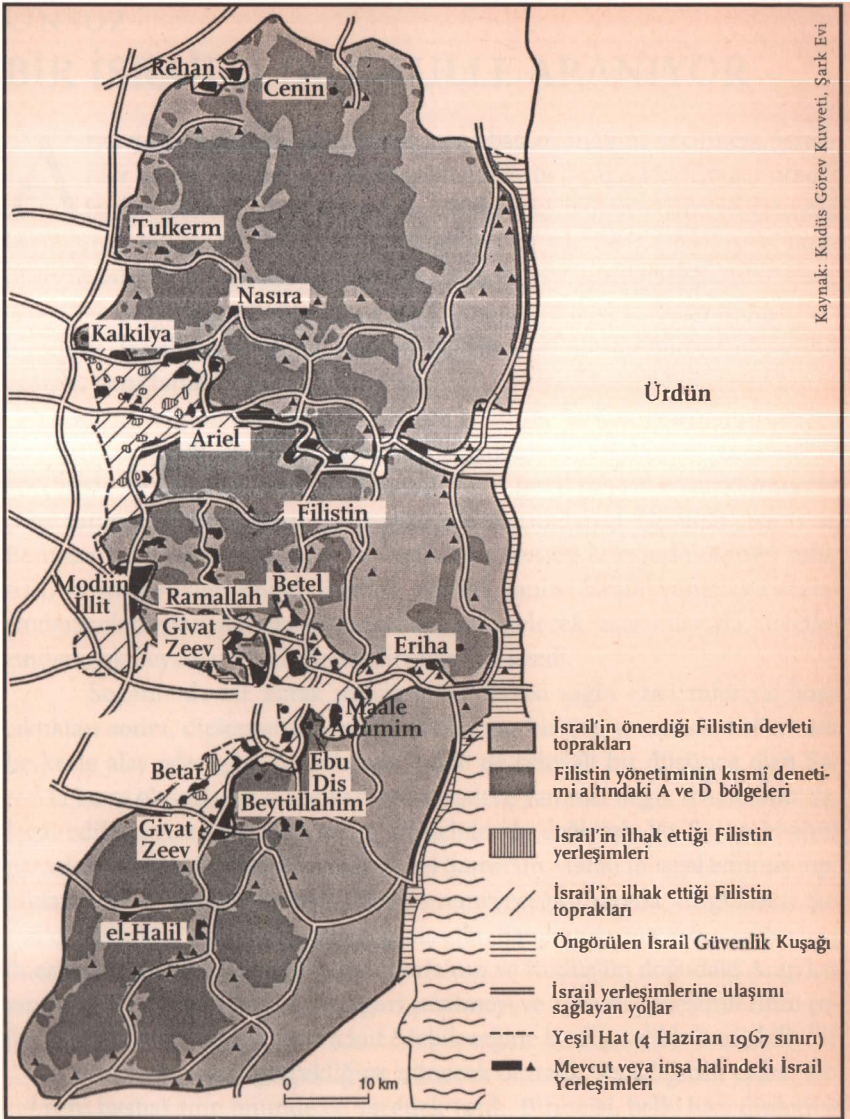 Rehan
Cenin
Tulkerm
Nasıra
Kalkilya
Ürdün
Ariel
Filistin
Modiin
İllit
Ramallah
Betel
Givat
Zeev
Eriha
Maale
Adumim
Betar
Ebu
Dis
Beytüllahim
Givat
Zeev
el-Halil
0 10 km
İsrail'in önerdiği Filistin devleti
toprakları
Filistin yönetiminin kısmî deneti-
mi altındaki A ve D bölgeleri
İsrail'in ilhak ettiği Filistin
yerleşimleri
İsrail'in ilhak ettiği Filistin
toprakları
Öngörülen İsrail Güvenlik Kuşağı
İsrail yerleşimlerine ulaşımı
sağlayan yollar
Yeşil Hat (4 Haziran 1967 sınırı)
Mevcut veya inşa halindeki İsrail
Yerleşimleri
Kaynak: Kudüs Görev Kuvveti, Şark Evi